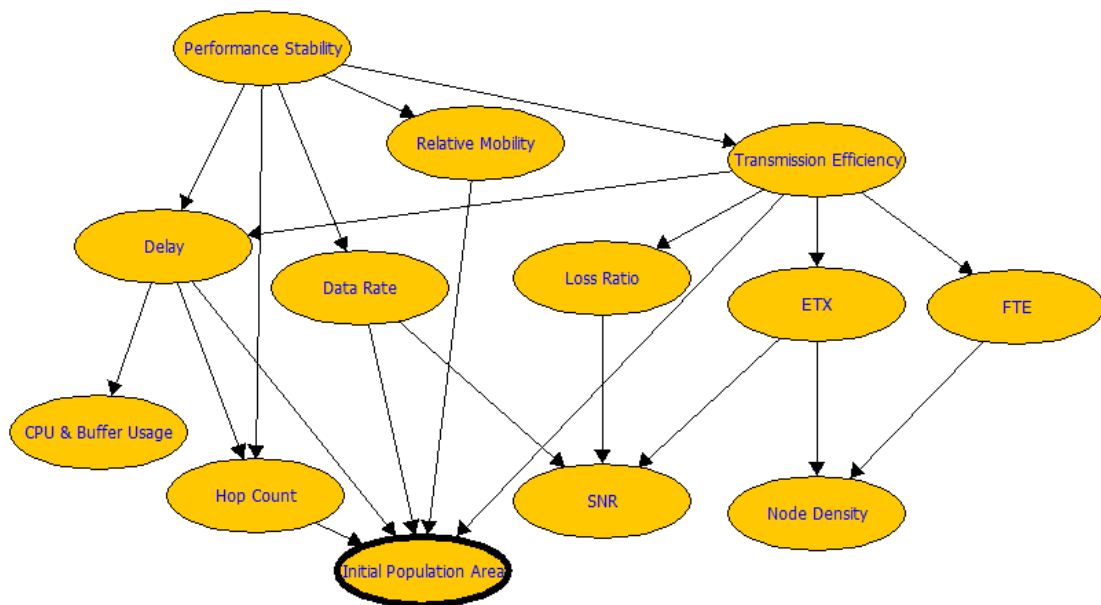 Performance Stability
Relative Mobility
Transmission Efficiency
Delay
Data Rate
Loss Ratio
ETX
FTE
CPU & Buffer Usage
Hop Count
SNR
Node Density
Initial Population Area